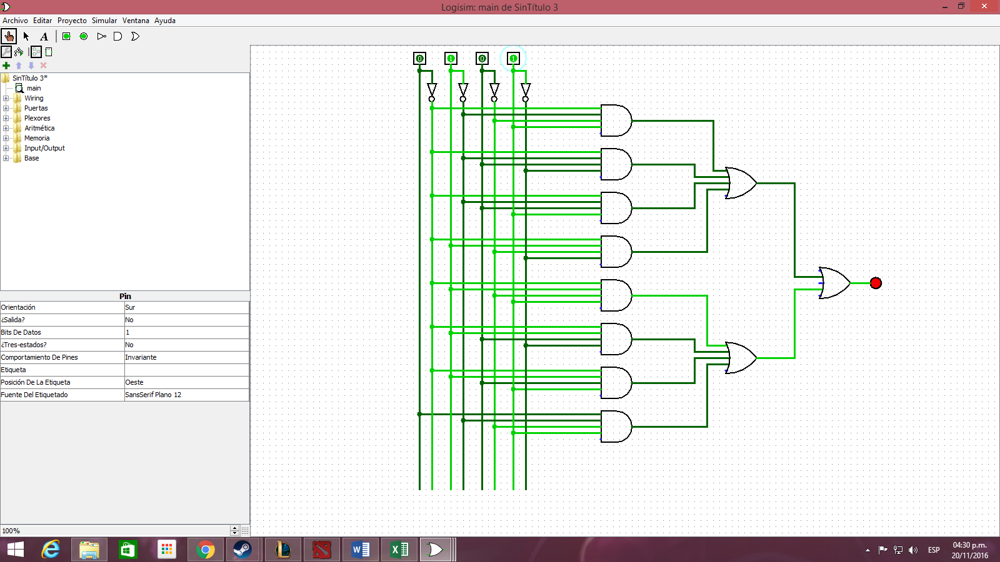 Logisim: main de SinTítulo 3
Archivo Editar Proyecto Simular Ventana Ayuda
A
0 1 0 1
SinTítulo 3*
main
Wiring
Puertas
Plexores
Aritmética
Memoria
Input/Output
Base
Pin
Orientación Sur
¿Salida? No
Bits De Datos 1
¿Tres-estados? No
Comportamiento De Pines Invariante
Etiqueta
Posición De La Etiqueta Oeste
Fuente Del Etiquetado SansSerif Plano 12
100%
ESP
04:30 p.m.
20/11/2016